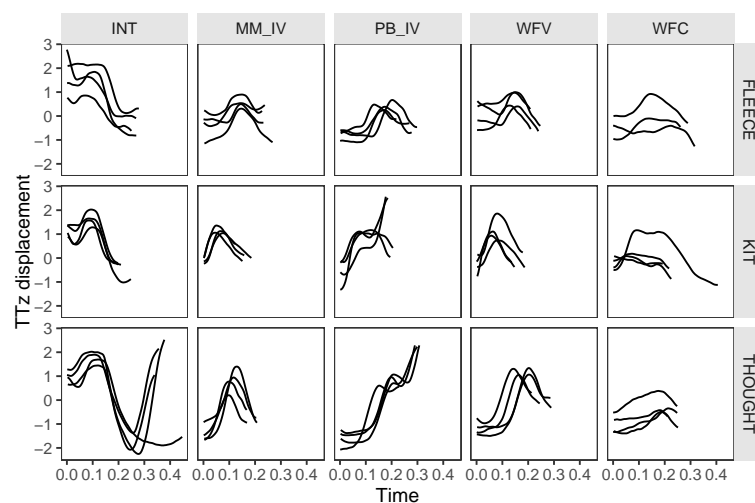 INT MM_IV PB_IV WFV WFC
3
2
1
0
−1
−2
FLEECE
3
2
1
0
−1
−2
KIT
3
2
1
0
−1
−2
THOUGHT
TTz displacement
0.0 0.1 0.2 0.3 0.4 0.0 0.1 0.2 0.3 0.4 0.0 0.1 0.2 0.3 0.4 0.0 0.1 0.2 0.3 0.4 0.0 0.1 0.2 0.3 0.4
Time